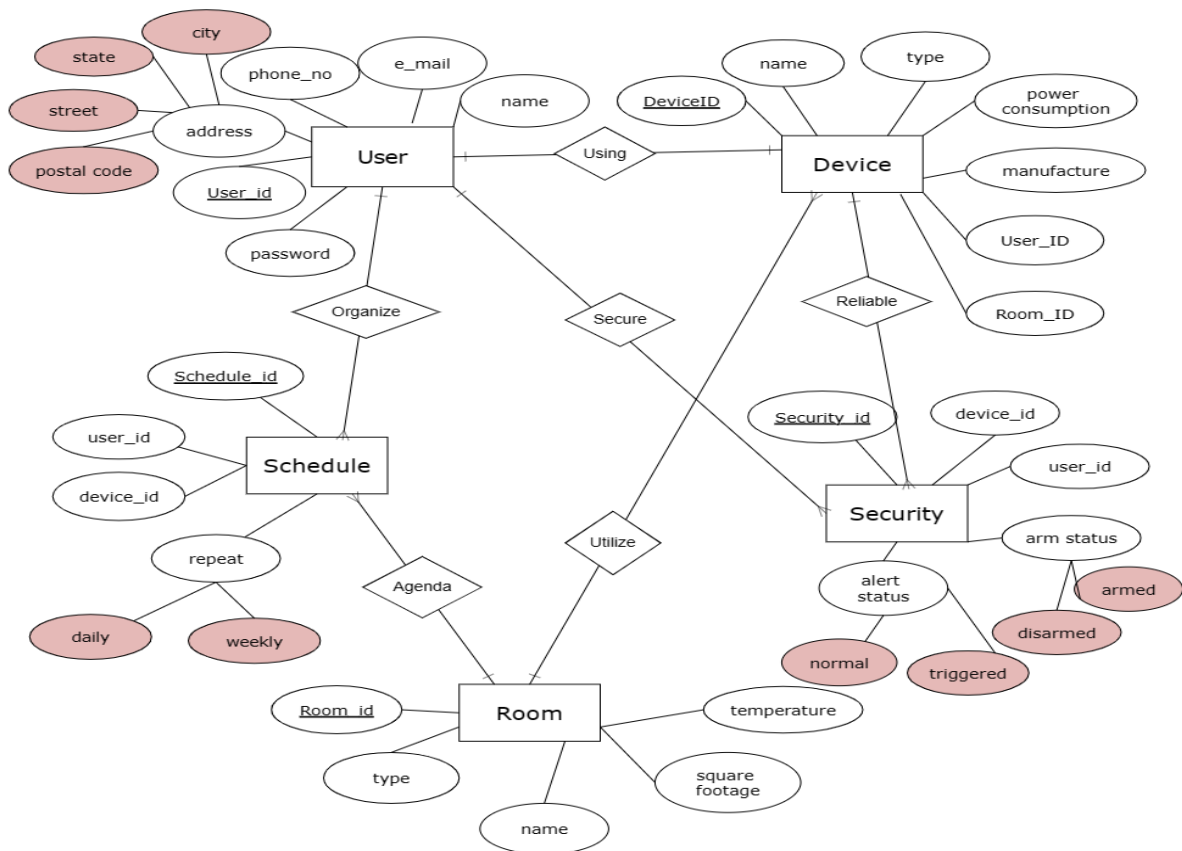 city
state
phone_no
e_mail
name
street
address
postal code
User
User_id
password
Using
name
type
DeviceID
power
consumption
Device
manufacture
User_ID
Room_ID
Organize
Secure
Reliable
Schedule_id
user_id
Schedule
device_id
repeat
daily
weekly
Agenda
Utilize
Security_id
device_id
user_id
Security
arm status
alert
status
armed
disarmed
normal
triggered
Room_id
Room
temperature
type
square
footage
name